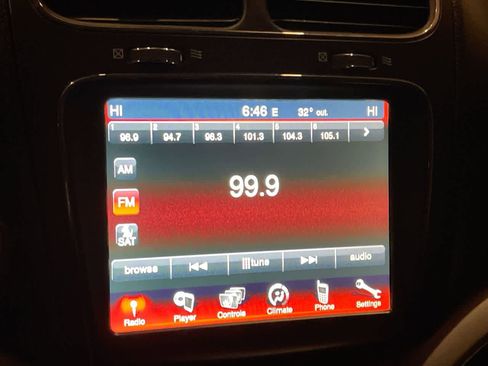 HI 6:46 E 32° out. HI
1 2 3 4 5 6
98.9 94.7 98.3 101.3 104.3 105.1
AM
99.9
FM
SAT
browse tune audio
Radio Player Controls Climate Phone Settings